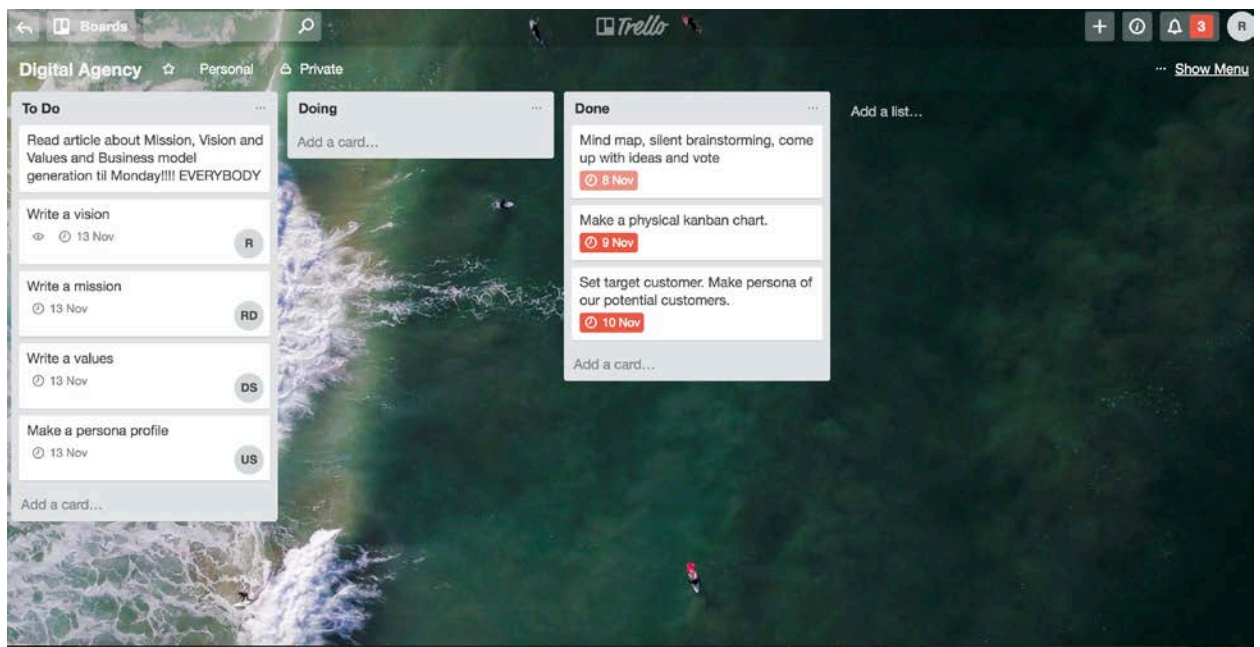 Boards
Trello
3
R
Digital Agency
Personal
Private
... Show Menu
To Do
...
Read article about Mission, Vision and
Values and Business model
generation til Monday!!!! EVERYBODY
Write a vision
13 Nov
R
Write a mission
13 Nov
RD
Write a values
13 Nov
DS
Make a persona profile
13 Nov
US
Add a card...
Doing
...
Add a card...
Done
...
Mind map, silent brainstorming, come
up with ideas and vote
8 Nov
Make a physical kanban chart.
9 Nov
Set target customer. Make persona of
our potential customers.
10 Nov
Add a card...
Add a list...